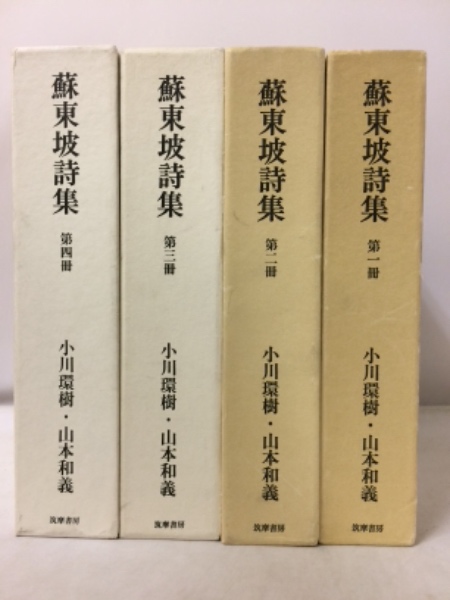 蘇東坡詩集
第四冊
小川環樹・山本和義
筑摩書房
蘇東坡詩集
第三冊
小川環樹・山本和義
筑摩書房
蘇東坡詩集
第二冊
小川環樹・山本和義
筑摩書房
蘇東坡詩集
第一冊
小川環樹・山本和義
筑摩書房